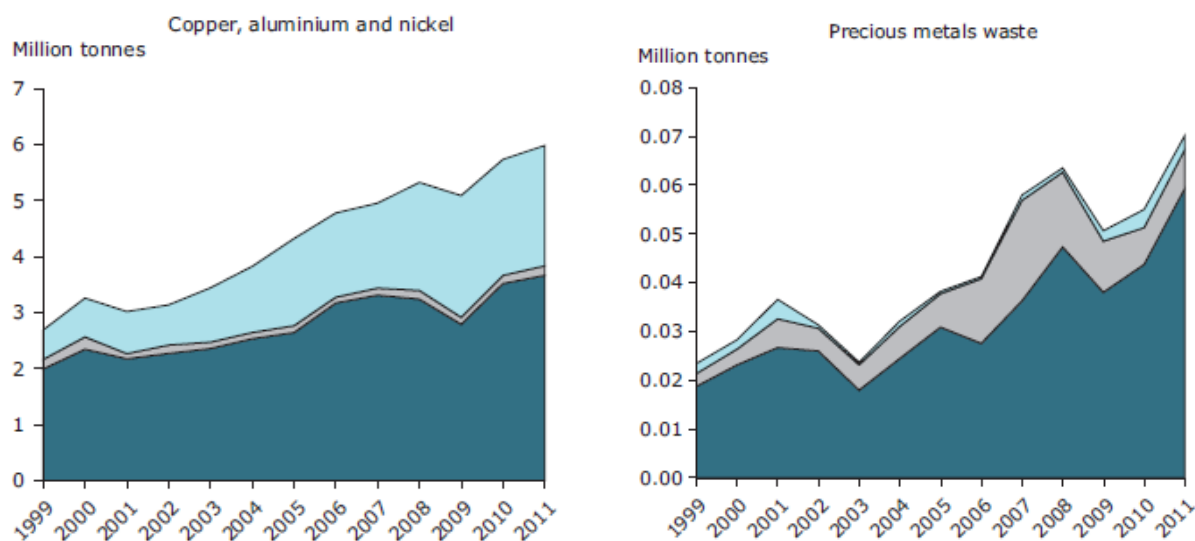 Copper, aluminium and nickel
Million tonnes
7
6
5
4
3
2
1
0
1999 2000 2001 2002 2003 2004 2005 2006 2007 2008 2009 2010 2011
Precious metals waste
Million tonnes
0.08
0.07
0.06
0.05
0.04
0.03
0.02
0.01
0.00
1999 2000 2001 2002 2003 2004 2005 2006 2007 2008 2009 2010 2011